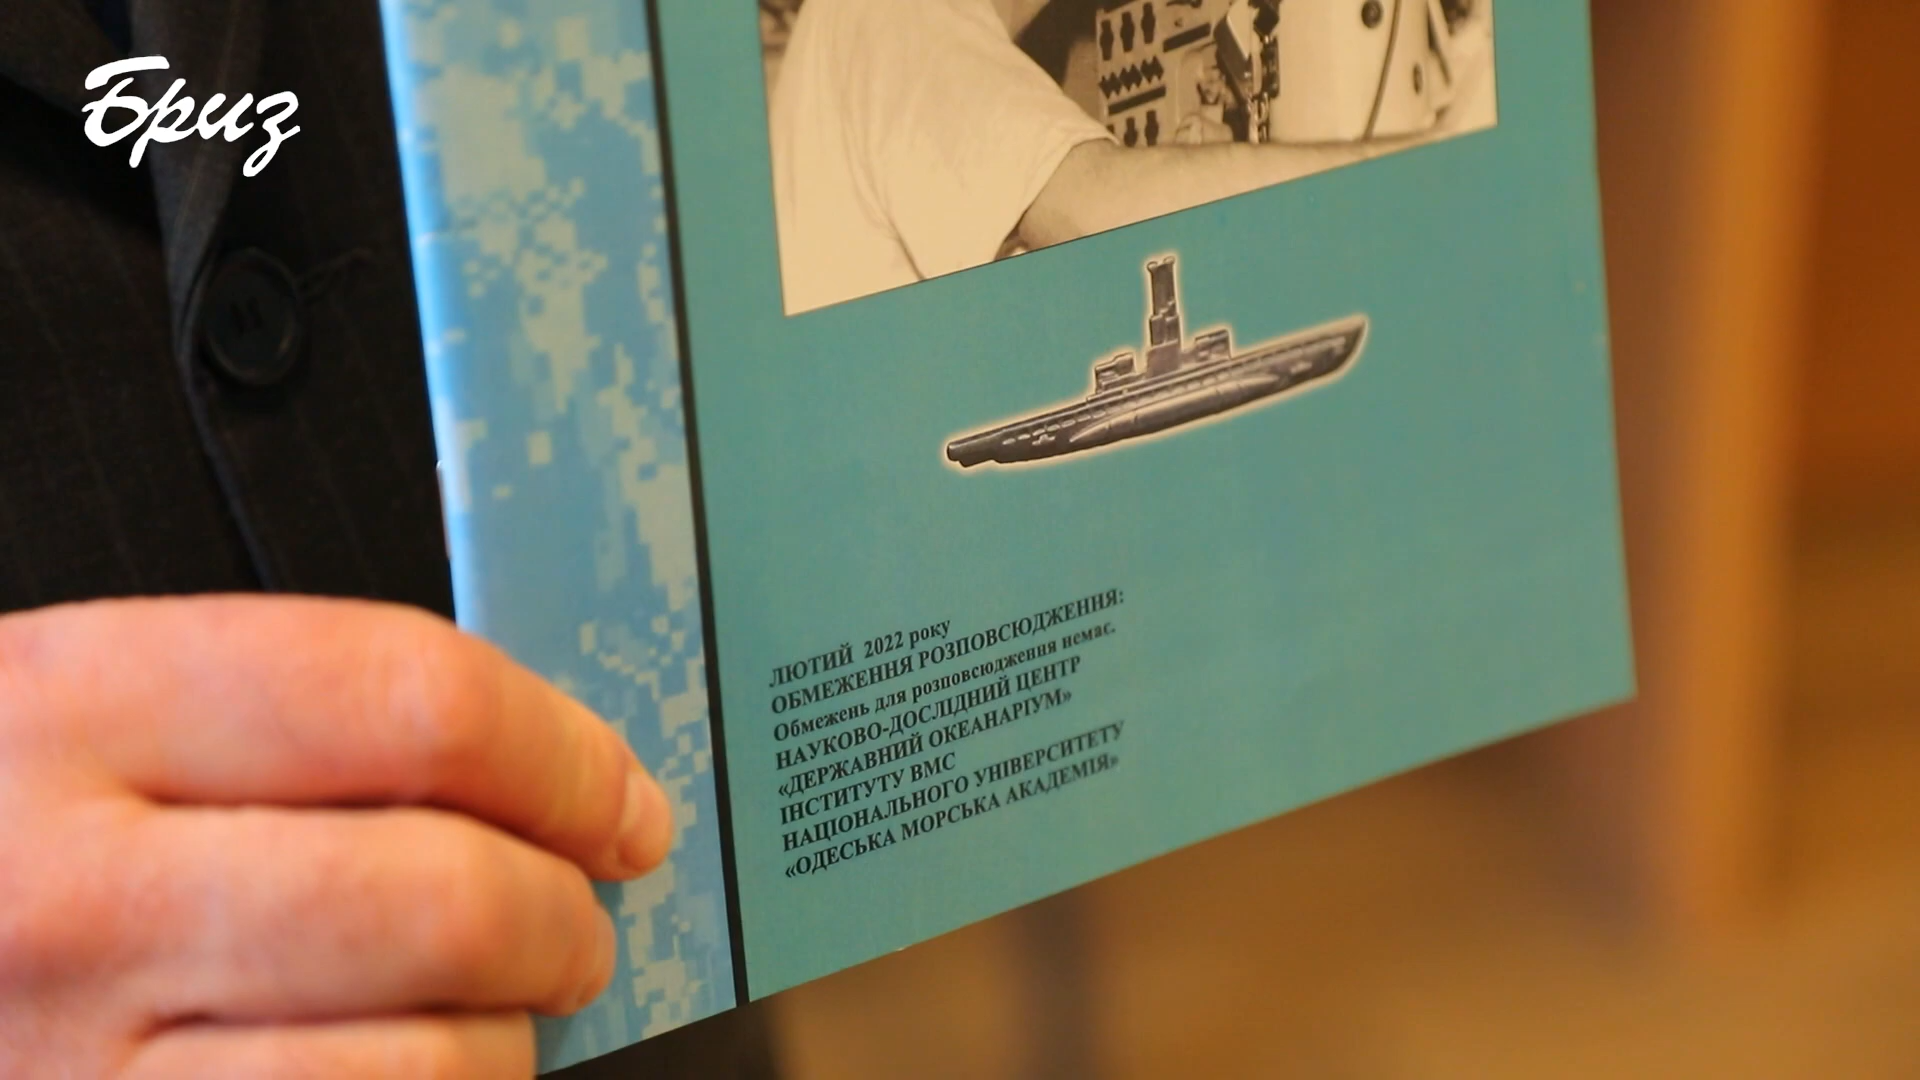 Бриз
ЛЮТИЙ 2022 року
ОБМЕЖЕННЯ РОЗПОВСЮДЖЕННЯ:
Обмежень для розповсюдження немає.
НАУКОВО-ДОСЛІДНИЙ ЦЕНТР
«ДЕРЖАВНИЙ ОКЕАНАРІУМ»
ІНСТИТУТУ ВМС
НАЦІОНАЛЬНОГО УНІВЕРСИТЕТУ
«ОДЕСЬКА МОРСЬКА АКАДЕМІЯ»